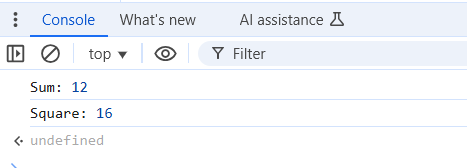 Console What's new AI assistance
top ▼ Filter
Sum: 12
Square: 16
undefined